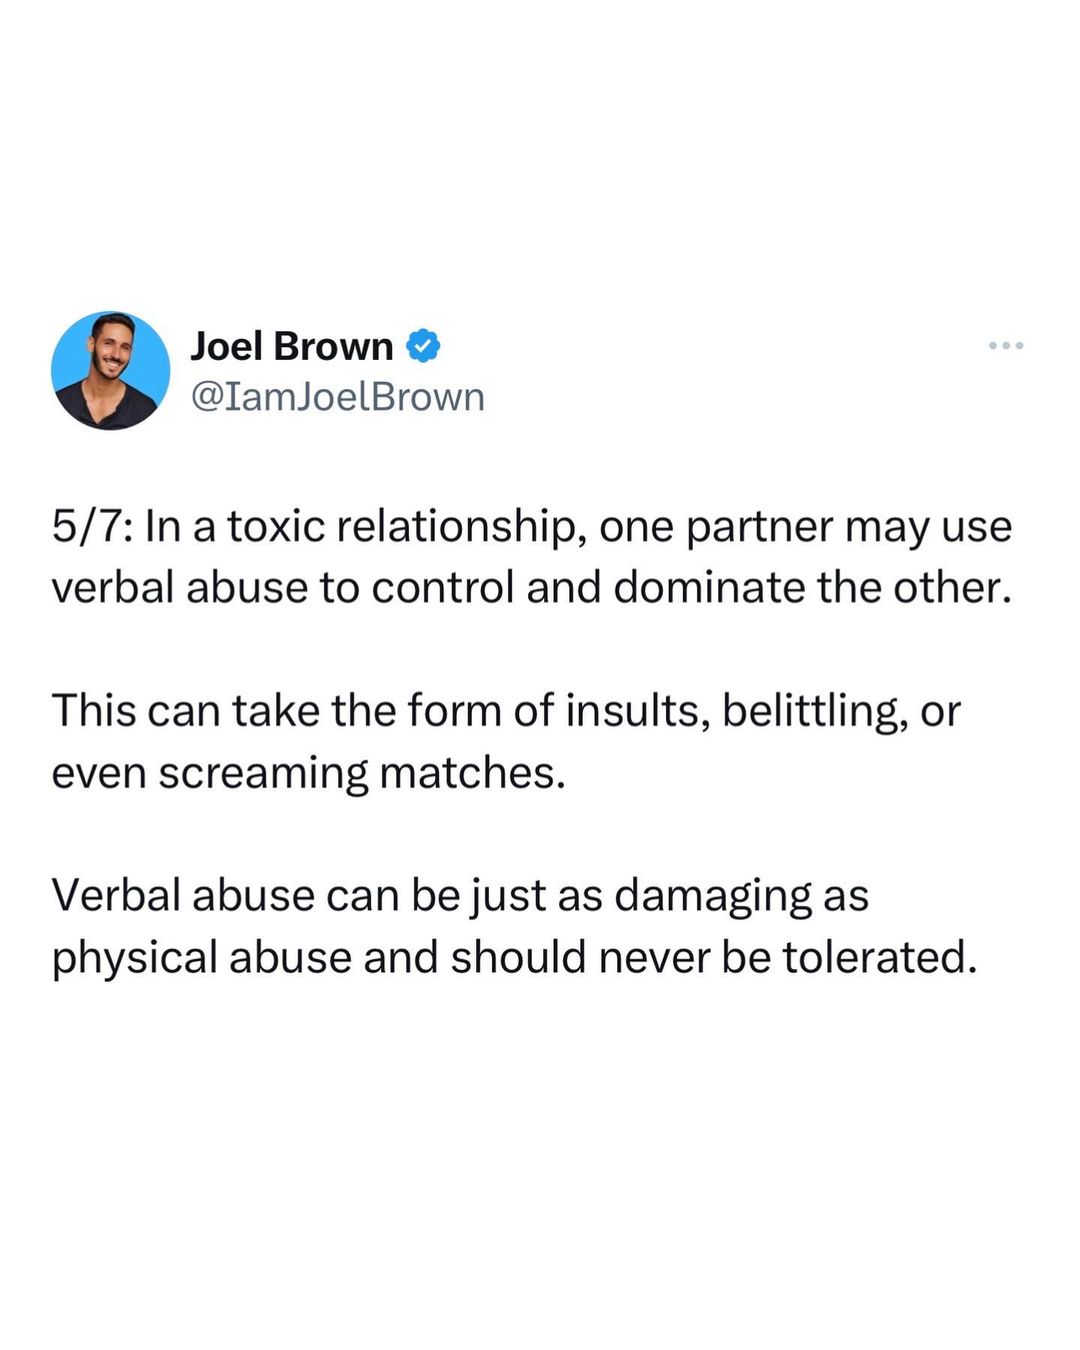 Joel Brown
@IamJoelBrown
5/7: In a toxic relationship, one partner may use
verbal abuse to control and dominate the other.
This can take the form of insults, belittling, or
even screaming matches.
Verbal abuse can be just as damaging as
physical abuse and should never be tolerated.